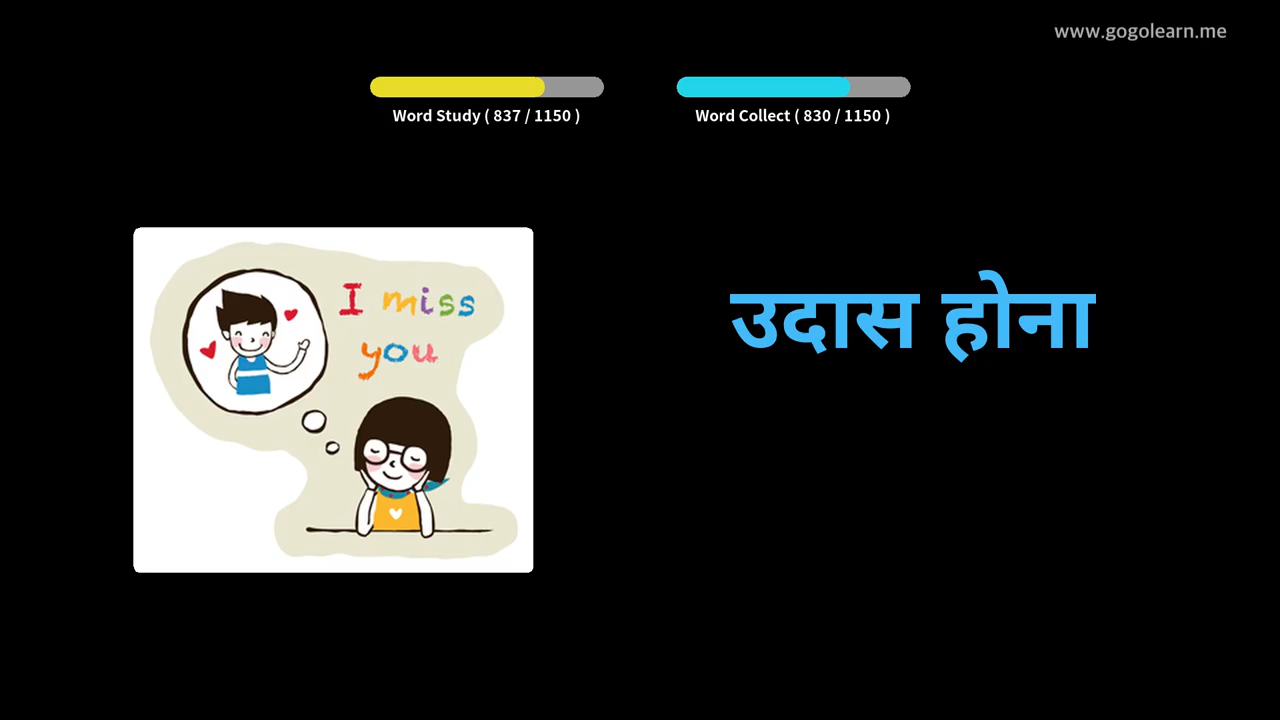 www.gogolearn.me
Word Study ( 837 / 1150 )
Word Collect ( 830 / 1150 )
I miss
you
उदास होना